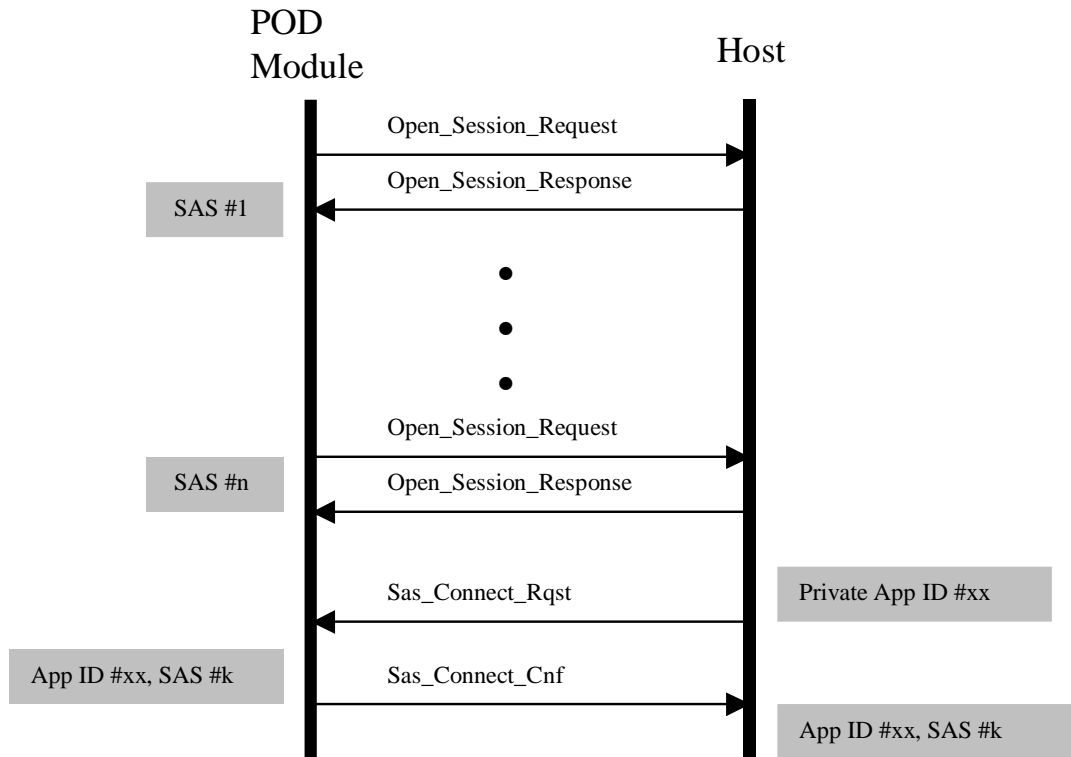 POD
Module
Host
Open_Session_Request
Open_Session_Response
SAS #1
Open_Session_Request
SAS #n
Open_Session_Response
Sas_Connect_Rqst
Private App ID #xx
App ID #xx, SAS #k
Sas_Connect_Cnf
App ID #xx, SAS #k